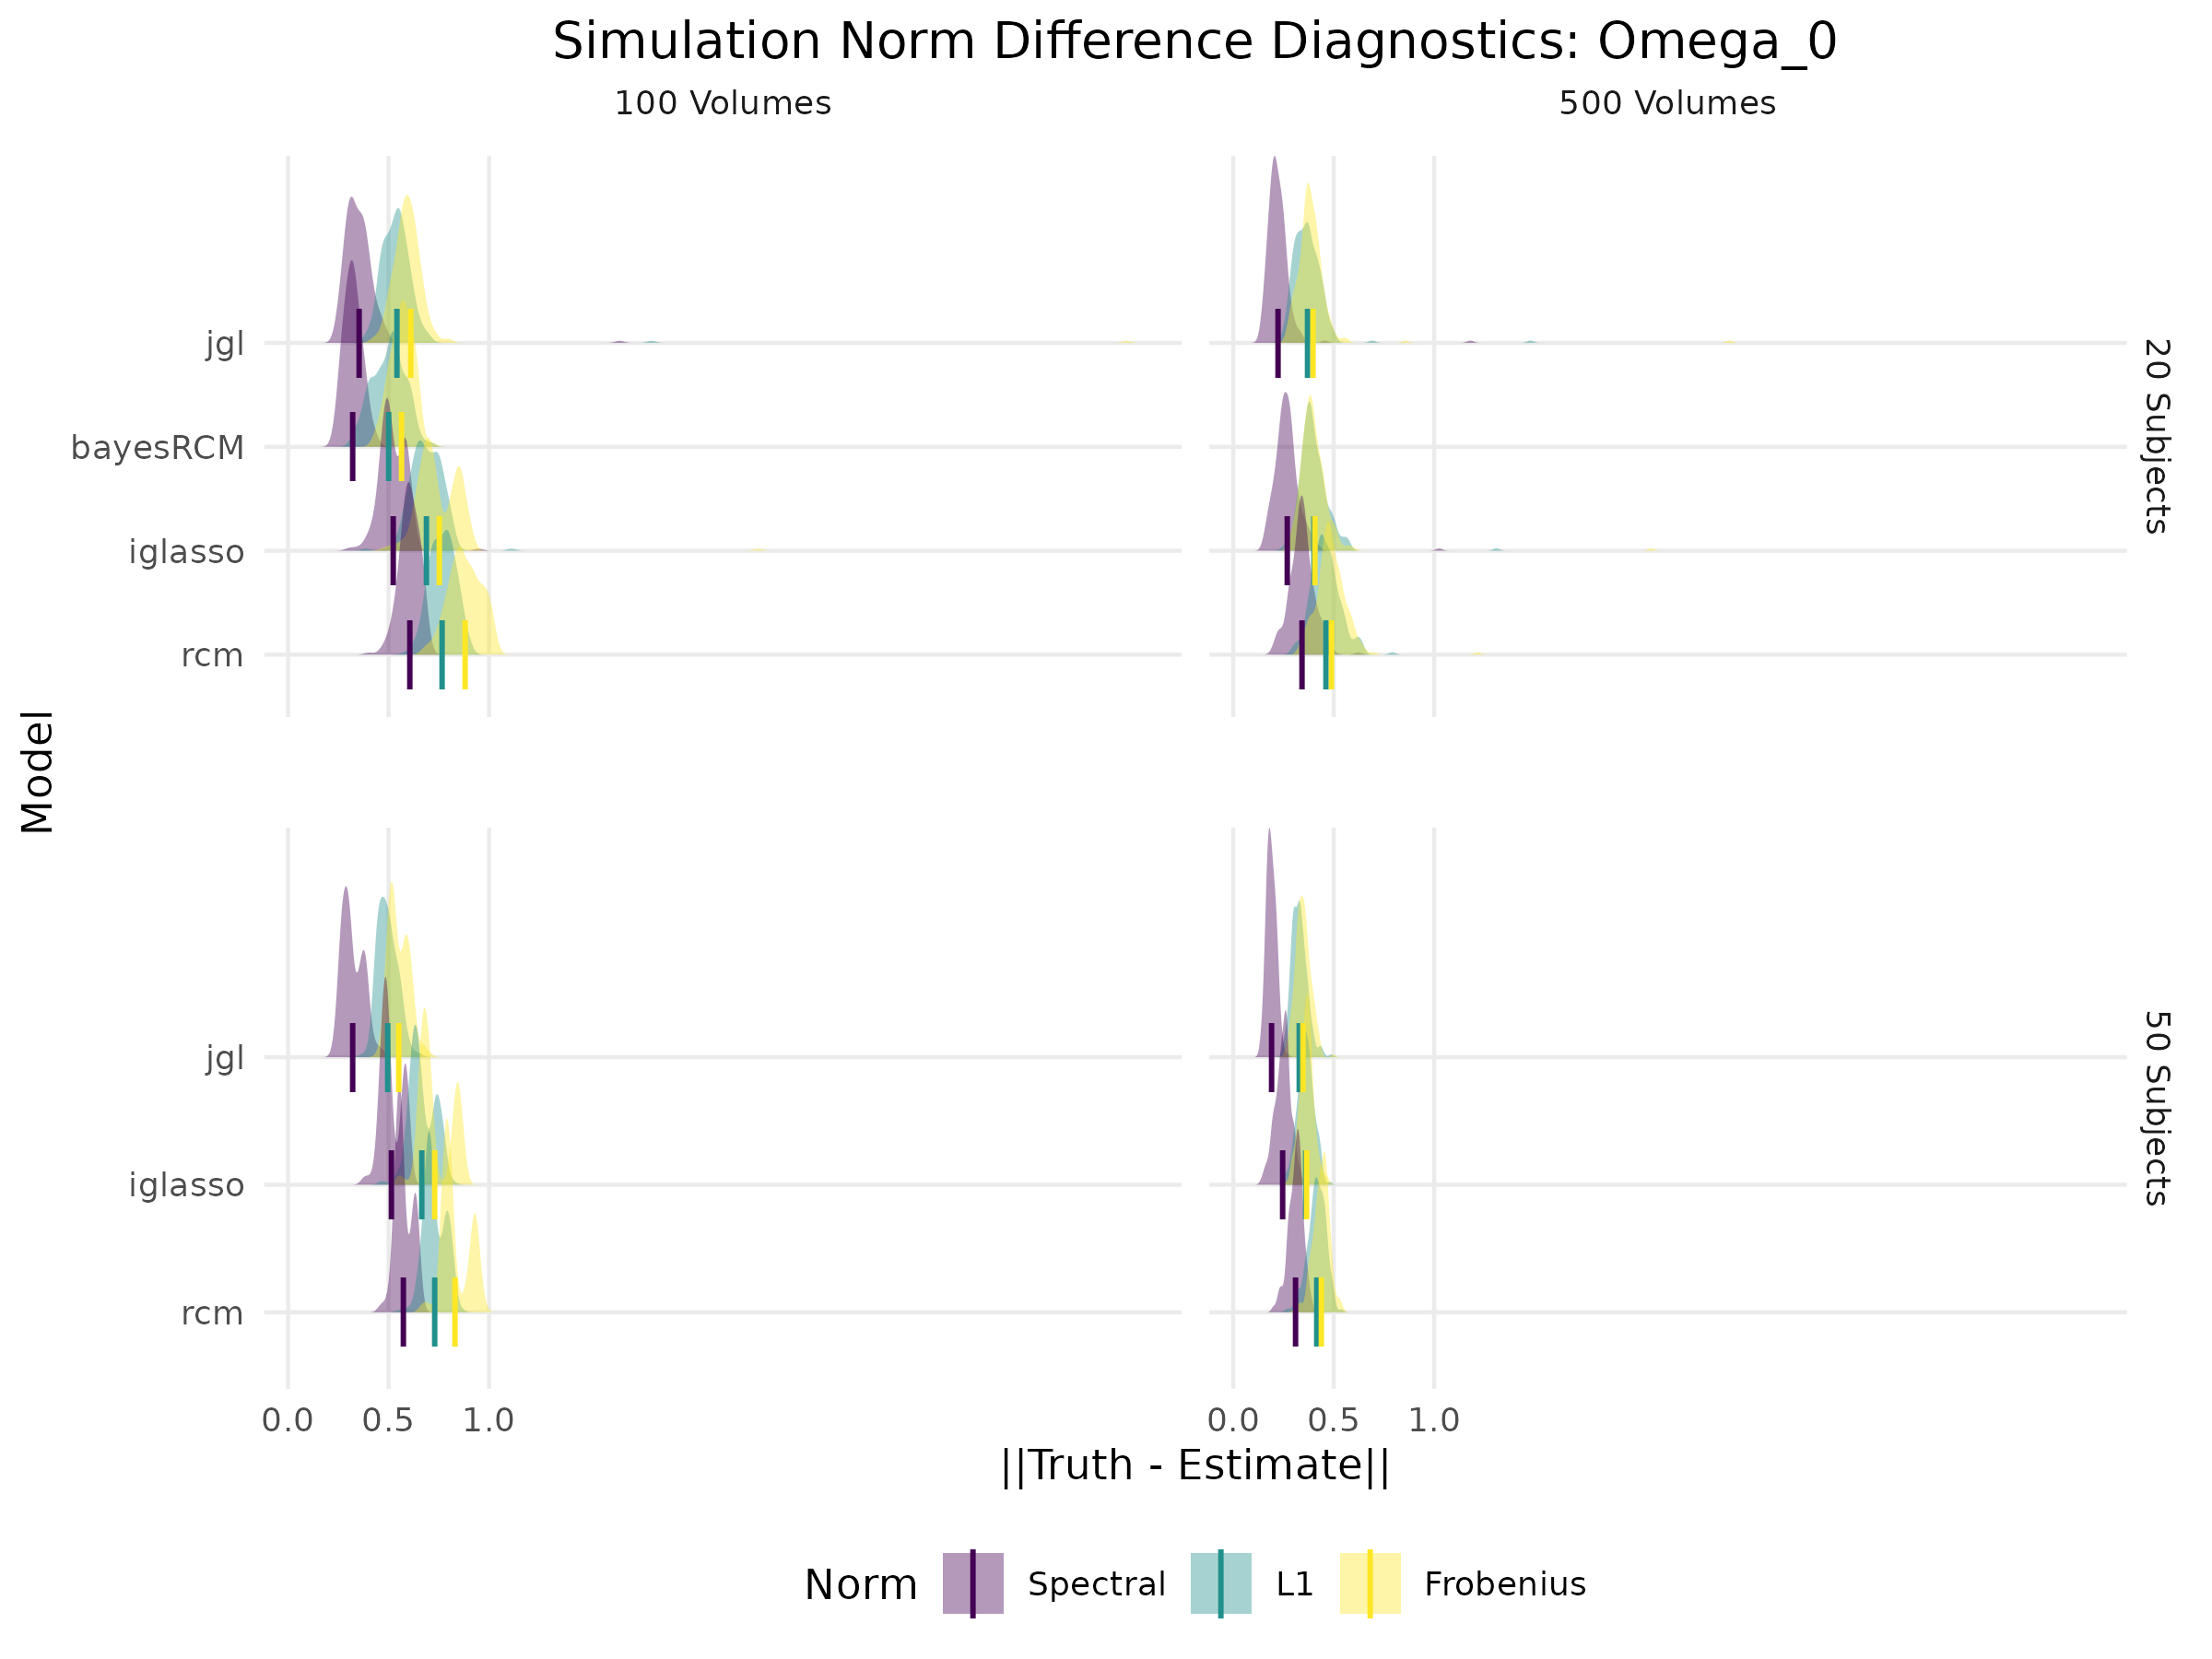 Simulation Norm Difference Diagnostics: Omega_0
100 Volumes
500 Volumes
jgl
bayesRCM
iglasso
rcm
20 Subjects
Model
jgl
iglasso
rcm
50 Subjects
0.0 0.5 1.0
0.0 0.5 1.0
||Truth - Estimate||
Norm Spectral L1 Frobenius